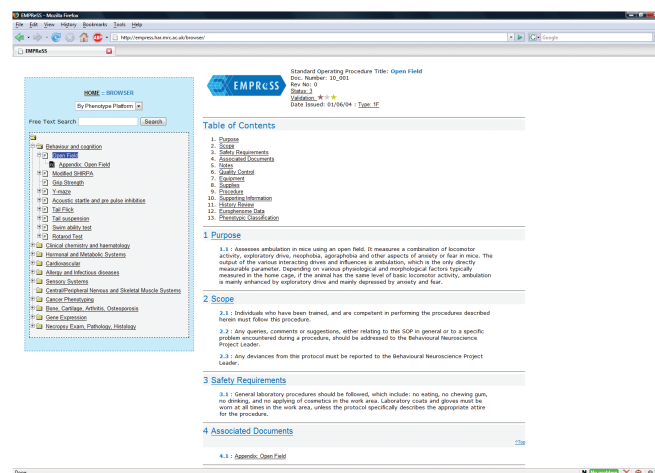 EMPReSS - Mozilla Firefox
File Edit View History Bookmarks Tools Help
http://empress.har.mrc.ac.uk/browser/
Google
EMPReSS
HOME :: BROWSER
By Phenotype Platform
Free Text Search
Search
Behaviour and cognition
Open Field
Appendix: Open Field
Modified SHIRPA
Grip Strength
Y-maze
Acoustic startle and pre pulse inhibition
Tail Flick
Tail suspension
Swim ability test
Rotarod Test
Clinical chemistry and haematology
Hormonal and Metabolic Systems
Cardiovascular
Allergy and Infectious diseases
Sensory Systems
Central/Peripheral Nervous and Skeletal Muscle Systems
Cancer Phenotyping
Bone, Cartilage, Arthritis, Osteoporosis
Gene Expression
Necropsy Exam, Pathology, Histology
EMPReSS
Standard Operating Procedure Title: Open Field
Doc. Number: 10_001
Rev No: 0
Status: 3
Validation:
Date Issued: 01/06/04 : Type 1F
Table of Contents
1. Purpose
2. Scope
3. Safety Requirements
4. Associated Documents
5. Notes
6. Quality Control
7. Equipment
8. Supplies
9. Procedure
10. Supporting Information
11. History Review
12. Europhenome Data
13. Phenotypic Classification
1 Purpose
1.1 : Assesses ambulation in mice using an open field. It measures a combination of locomotor
activity, exploratory drive, neophobia, agoraphobia and other aspects of anxiety or fear in mice. The
output of the various interacting drives and influences is ambulation, which is the only directly
measurable parameter. Depending on various physiological and morphological factors typically
measured in the home cage, if the animal has the same level of basic locomotor activity, ambulation
is mainly enhanced by exploratory drive and mainly depressed by anxiety and fear.
2 Scope
2.1 : Individuals who have been trained, and are competent in performing the procedures described
herein must follow this procedure.
2.2 : Any queries, comments or suggestions, either relating to this SOP in general or to a specific
problem encountered during a procedure, should be addressed to the Behavioural Neuroscience
Project Leader.
2.3 : Any deviances from this protocol must be reported to the Behavioural Neuroscience Project
Leader.
3 Safety Requirements
3.1 : General laboratory procedures should be followed, which include: no eating, no chewing gum,
no drinking, and no applying of cosmetics in the work area. Laboratory coats and gloves must be
worn at all times in the work area, unless the protocol specifically describes the appropriate attire
for the procedure.
4 Associated Documents
^Top
4.1 : Appendix: Open Field
Done